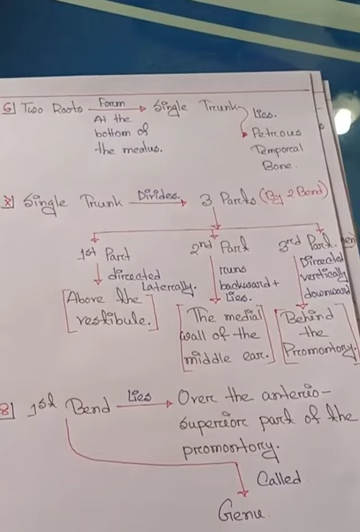 6] Two Roots Form Single Trunk
At the bottom of the meatus.
Lies.
Petrous Temporal Bone.
7] Single Trunk Divides. 3 Parts (By 2 Bend)
1st Part 2nd Part 3rd Part.
directed Laterally.
runs backward + Lies.
Directed vertically downward
[Above the vestibule.]
[The medial wall of the middle ear.]
[Behind the Promontory.]
8] 1st Bend Lies Over the anterio-
superior part of the
promontory.
Called
Genu.